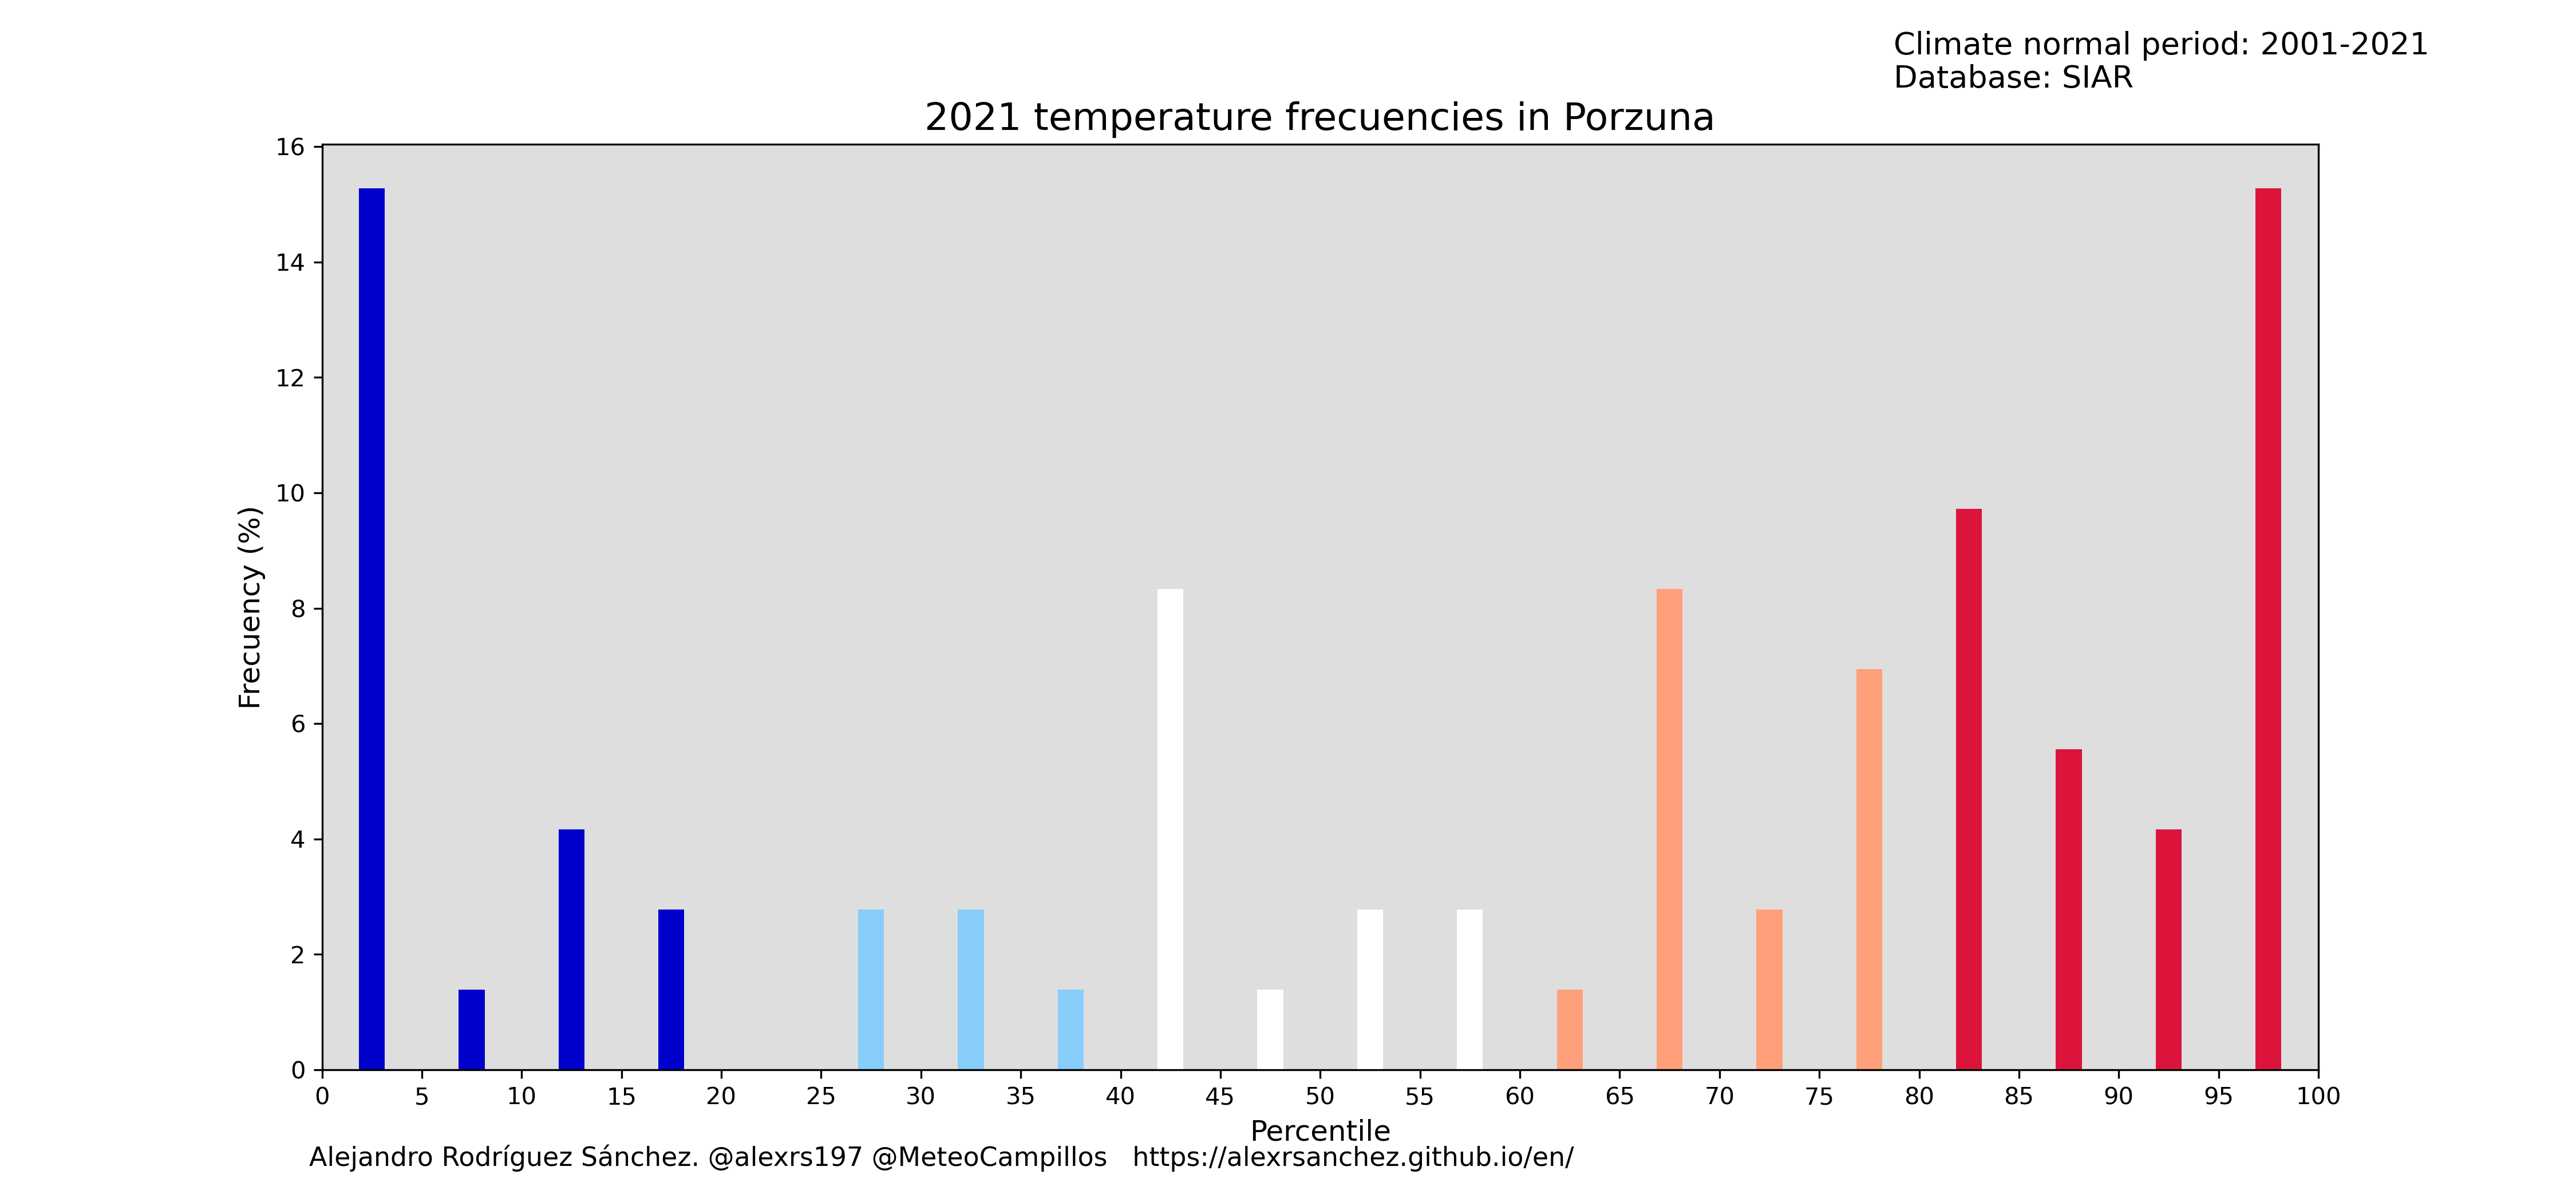 Climate normal period: 2001-2021
Database: SIAR
2021 temperature frecuencies in Porzuna
16
14
12
10
8
6
4
2
0
Frecuency (%)
0 5 10 15 20 25 30 35 40 45 50 55 60 65 70 75 80 85 90 95 100
Percentile
Alejandro Rodríguez Sánchez. @alexrs197 @MeteoCampillos https://alexrsanchez.github.io/en/